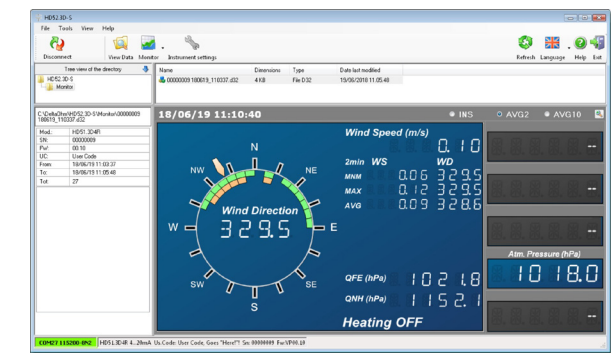 HD52.3D-S
File Tools View Help
Disconnect View Data Monitor Instrument settings Refresh Language Help Exit
Tree view of the directory
HD52.3D-S
Monitor
Name Dimensions Type Date last modified
00000009 180619_110337.d32 4 KB File D32 19/06/2018 11.05.48
C:\DeltaOhm\HD52.3D-S\Monitor\00000009
180619_110337.d32
Mod.: HD51.3D4R
SN: 00000009
FW: 00.10
UC: User Code
From: 18/06/19 11:03:37
To: 18/06/19 11:05:48
Tot: 27
18/06/19 11:10:40
INS AVG2 AVG10
N
NE
E
SE
S
SW
W
NW
Wind Direction
329.5
Wind Speed (m/s)
0.10
2min WS WD
MNM 0.06 329.5
MAX 0.12 329.5
AVG 0.09 328.6
QFE (hPa) 1021.8
QNH (hPa) 1152.1
Heating OFF
--
--
--
Atm. Pressure (hPa)
1018.0
--
COM27 115200-8N2 HD51.3D4R 4..20mA Us.Code: User Code, Goes "Here"! Sn: 00000009 Fw:VP00.10